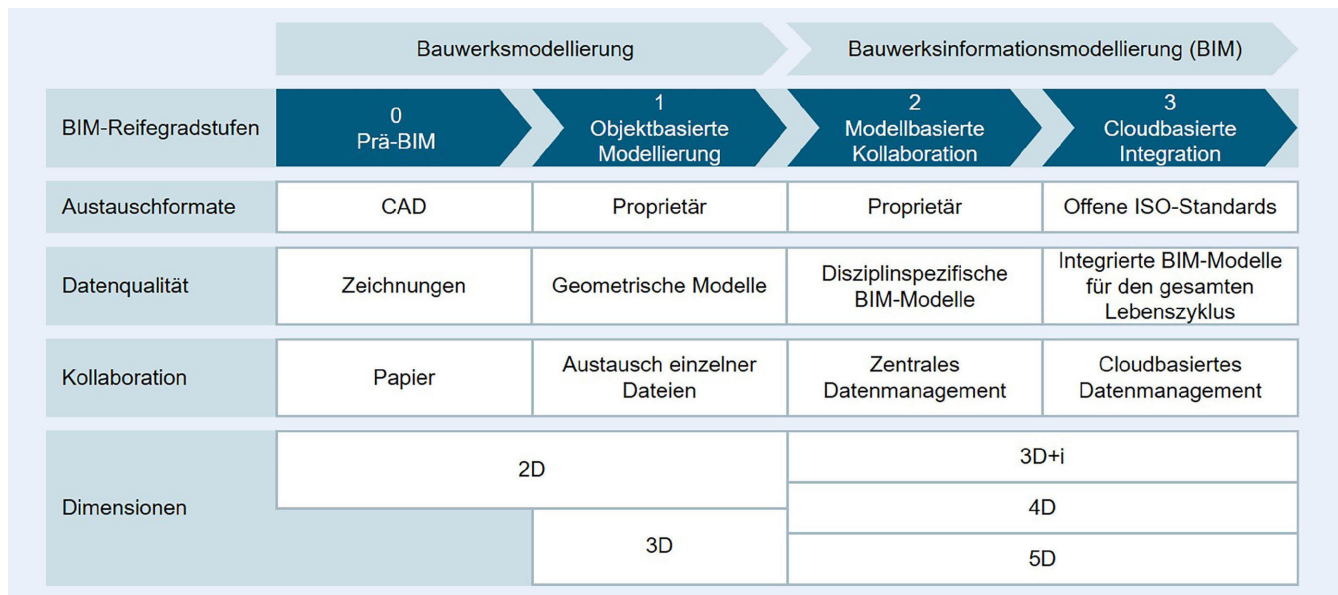 Bauwerksmodellierung
Bauwerksinformationsmodellierung (BIM)
BIM-Reifegradstufen
0
Prä-BIM
1
Objektbasierte
Modellierung
2
Modellbasierte
Kollaboration
3
Cloudbasierte
Integration
Austauschformate
CAD
Proprietär
Proprietär
Offene ISO-Standards
Datenqualität
Zeichnungen
Geometrische Modelle
Disziplinspezifische
BIM-Modelle
Integrierte BIM-Modelle
für den gesamten
Lebenszyklus
Kollaboration
Papier
Austausch einzelner
Dateien
Zentrales
Datenmanagement
Cloudbasiertes
Datenmanagement
Dimensionen
2D
3D
3D+i
4D
5D